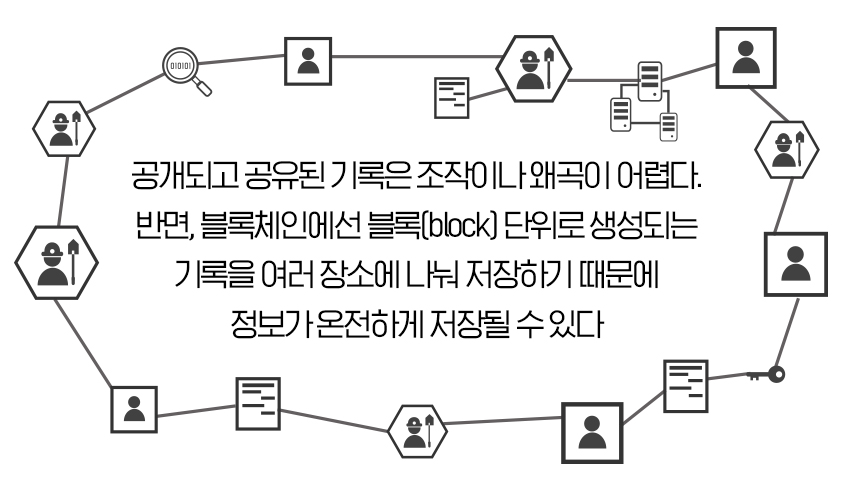 010101
공개되고 공유된 기록은 조작이나 왜곡이 어렵다.
반면, 블록체인에선 블록(block) 단위로 생성되는
기록을 여러 장소에 나눠 저장하기 때문에
정보가 온전하게 저장될 수 있다